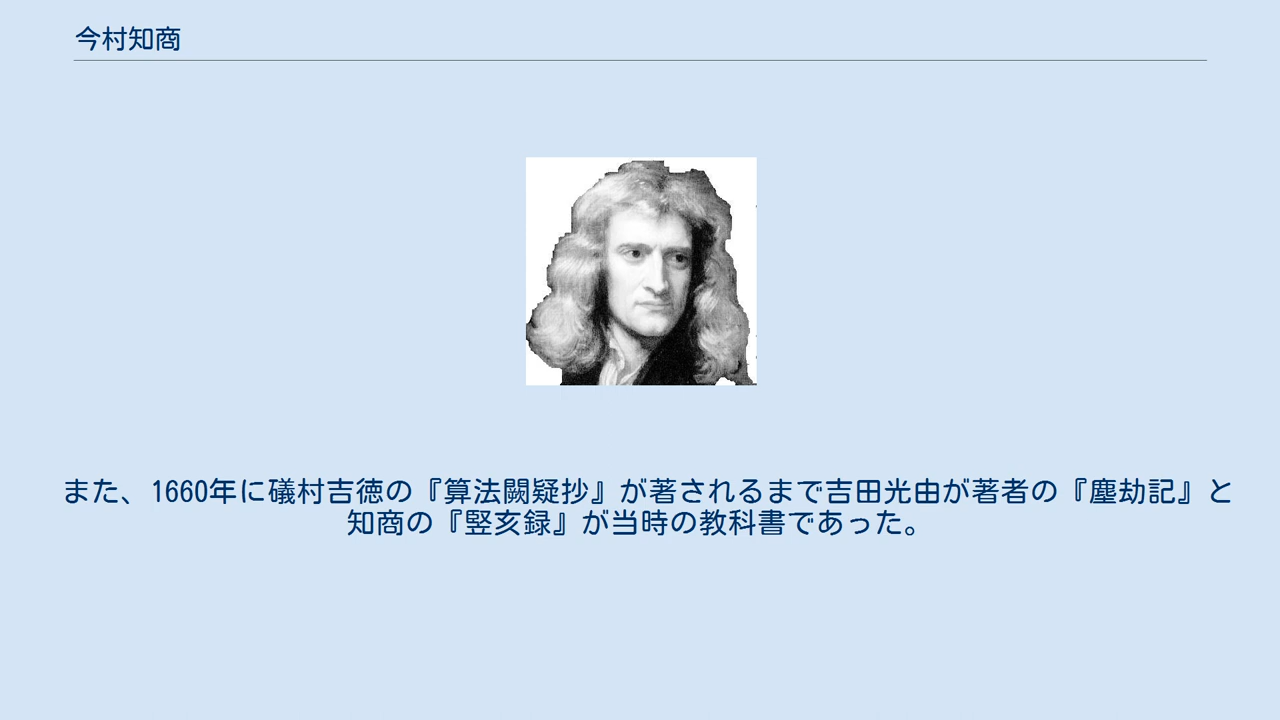 今村知商
また、1660年に礒村吉徳の『算法闕疑抄』が著されるまで吉田光由が著者の『塵劫記』と
知商の『竪亥録』が当時の教科書であった。